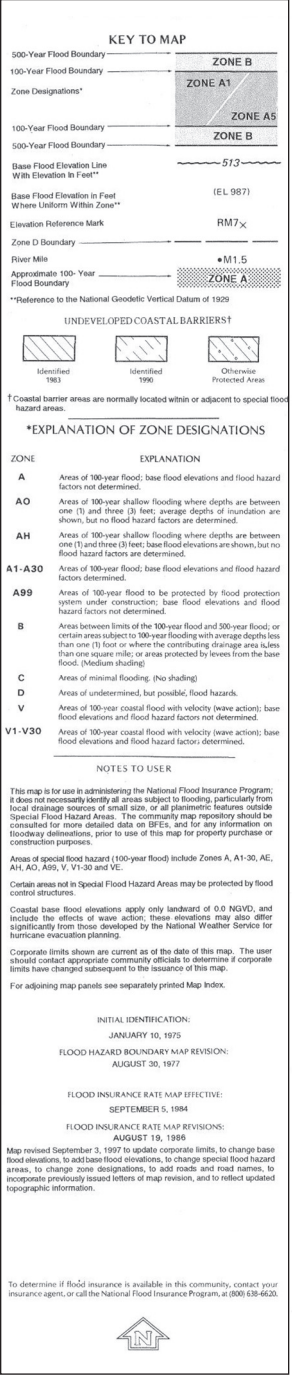 KEY TO MAP
500-Year Flood Boundary
ZONE B
100-Year Flood Boundary
Zone Designations*
ZONE A1
ZONE A5
100-Year Flood Boundary
ZONE B
500-Year Flood Boundary
Base Flood Elevation Line
With Elevation In Feet**
513
Base Flood Elevation in Feet
Where Uniform Within Zone**
(EL 987)
Elevation Reference Mark
RM7×
Zone D Boundary
River Mile
•M1.5
Approximate 100- Year
Flood Boundary
ZONE A
**Reference to the National Geodetic Vertical Datum of 1929
UNDEVELOPED COASTAL BARRIERS†
Identified
1983
Identified
1990
Otherwise
Protected Areas
†Coastal barrier areas are normally located within or adjacent to special flood
hazard areas.
*EXPLANATION OF ZONE DESIGNATIONS
ZONE EXPLANATION
A Areas of 100-year flood; base flood elevations and flood hazard
factors not determined.
AO Areas of 100-year shallow flooding where depths are between
one (1) and three (3) feet; average depths of inundation are
shown, but no flood hazard factors are determined.
AH Areas of 100-year shallow flooding where depths are between
one (1) and three (3) feet; base flood elevations are shown, but no
flood hazard factors are determined.
A1-A30 Areas of 100-year flood; base flood elevations and flood hazard
factors determined.
A99 Areas of 100-year flood to be protected by flood protection
system under construction; base flood elevations and flood
hazard factors not determined.
B Areas between limits of the 100-year flood and 500-year flood; or
certain areas subject to 100-year flooding with average depths less
than one (1) foot or where the contributing drainage area is less
than one square mile; or areas protected by levees from the base
flood. (Medium shading)
C Areas of minimal flooding. (No shading)
D Areas of undetermined, but possible, flood hazards.
V Areas of 100-year coastal flood with velocity (wave action); base
flood elevations and flood hazard factors not determined.
V1-V30 Areas of 100-year coastal flood with velocity (wave action); base
flood elevations and flood hazard factors determined.
NOTES TO USER
This map is for use in administering the National Flood Insurance Program;
it does not necessarily identify all areas subject to flooding, particularly from
local drainage sources of small size, or all planimetric features outside
Special Flood Hazard Areas. The community map repository should be
consulted for more detailed data on BFEs, and for any information on
floodway delineations, prior to use of this map for property purchase or
construction purposes.
Areas of special flood hazard (100-year flood) include Zones A, A1-30, AE,
AH, AO, A99, V, V1-30 and VE.
Certain areas not in Special Flood Hazard Areas may be protected by flood
control structures.
Coastal base flood elevations apply only landward of 0.0 NGVD, and
include the effects of wave action; these elevations may also differ
significantly from those developed by the National Weather Service for
hurricane evacuation planning.
Corporate limits shown are current as of the date of this map. The user
should contact appropriate community officials to determine if corporate
limits have changed subsequent to the issuance of this map.
For adjoining map panels see separately printed Map Index.
INITIAL IDENTIFICATION:
JANUARY 10, 1975
FLOOD HAZARD BOUNDARY MAP REVISION:
AUGUST 30, 1977
FLOOD INSURANCE RATE MAP EFFECTIVE:
SEPTEMBER 5, 1984
FLOOD INSURANCE RATE MAP REVISIONS:
AUGUST 19, 1986
Map revised September 3, 1997 to update corporate limits, to change base
flood elevations, to add base flood elevations, to change special flood hazard
areas, to change zone designations, to add roads and road names, to
incorporate previously issued letters of map revision, and to reflect updated
topographic information.
To determine if flood insurance is available in this community, contact your
insurance agent, or call the National Flood Insurance Program, at (800) 638-6620.
N